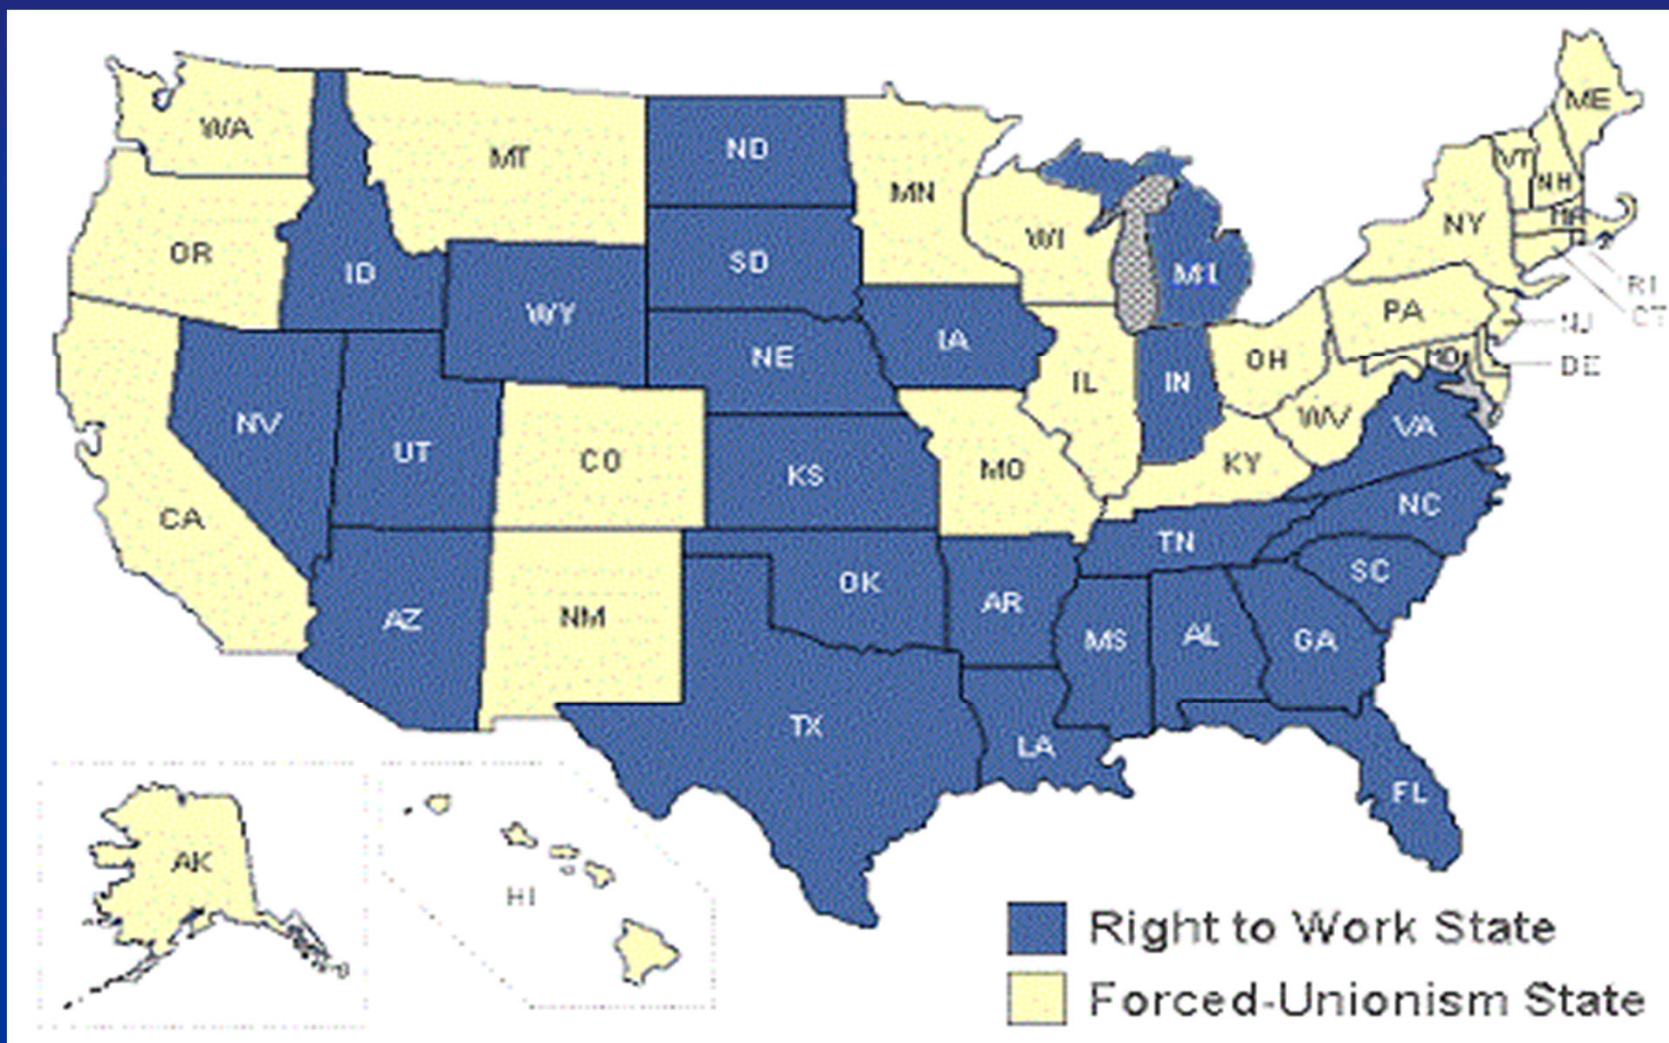 WA
MT
ND
MN
ME
VT
NH
MA
NY
OR
ID
SD
WI
MI
RI
CT
WY
PA
NJ
IA
NE
OH
MD
DE
IL
IN
NV
UT
CO
KS
MO
KY
WV
VA
CA
NC
TN
OK
AR
SC
AZ
NM
MS
AL
GA
TX
LA
FL
AK
HI
Right to Work State
Forced-Unionism State